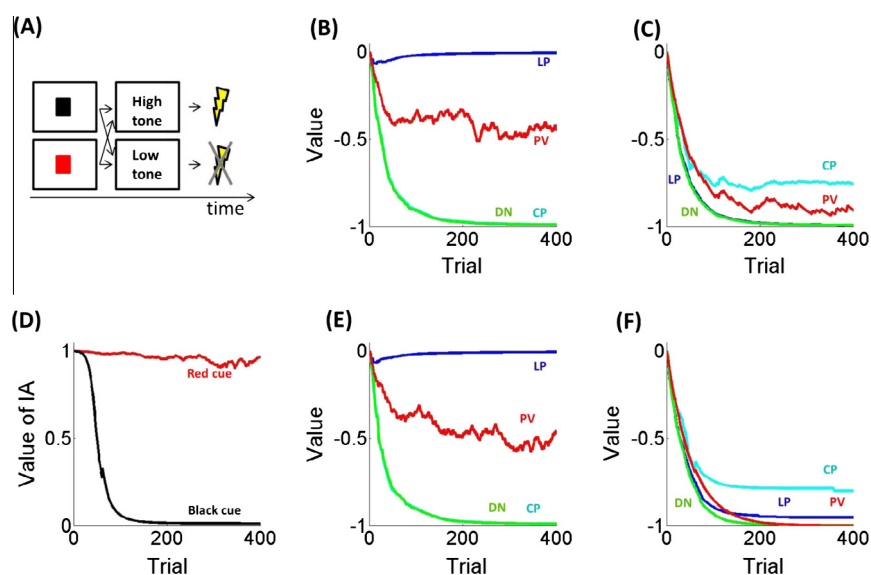 (A)
High
tone
Low
tone
time
(B)
0
-0.5
-1
Value
LP
PV
DN
CP
0
200
400
Trial
(C)
0
-0.5
-1
CP
LP
PV
DN
0
200
400
Trial
(D)
1
0.5
0
Value of IA
Red cue
Black cue
0
200
400
Trial
(E)
0
-0.5
-1
Value
LP
PV
DN
CP
0
200
400
Trial
(F)
0
-0.5
-1
Value
CP
LP
PV
DN
0
200
400
Trial